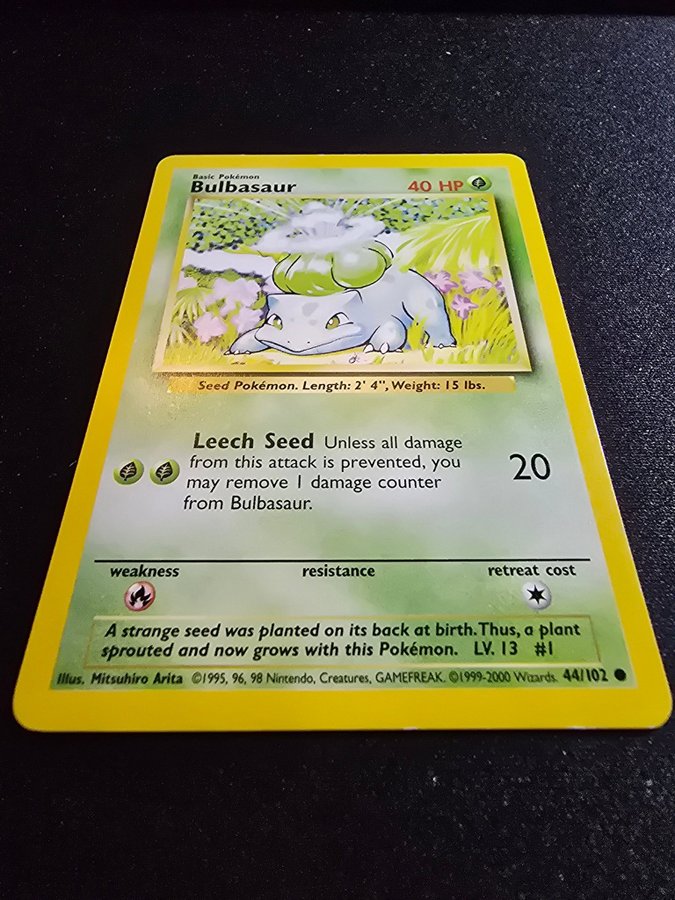 Basic Pokémon
Bulbasaur 40 HP
Seed Pokémon. Length: 2' 4", Weight: 15 lbs.
Leech Seed Unless all damage
from this attack is prevented, you
may remove 1 damage counter
from Bulbasaur.
20
weakness resistance retreat cost
A strange seed was planted on its back at birth. Thus, a plant
sprouted and now grows with this Pokémon. LV. 13 #1
Illus. Mitsuhiro Arita ©1995, 96, 98 Nintendo, Creatures, GAMEFREAK. ©1999-2000 Wizards. 44/102